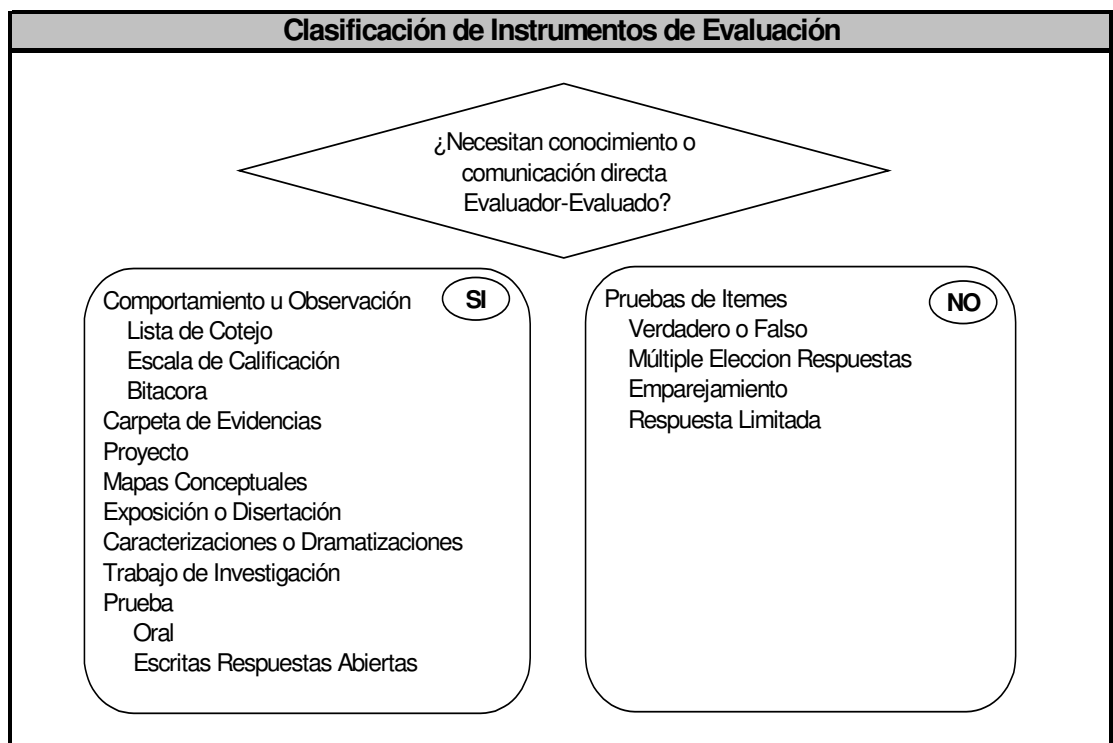 Clasificación de Instrumentos de Evaluación
¿Necesitan conocimiento o
comunicación directa
Evaluador-Evaluado?
SI
Comportamiento u Observación
Lista de Cotejo
Escala de Calificación
Bitacora
Carpeta de Evidencias
Proyecto
Mapas Conceptuales
Exposición o Disertación
Caracterizaciones o Dramatizaciones
Trabajo de Investigación
Prueba
Oral
Escritas Respuestas Abiertas
NO
Pruebas de Itemes
Verdadero o Falso
Múltiple Eleccion Respuestas
Emparejamiento
Respuesta Limitada